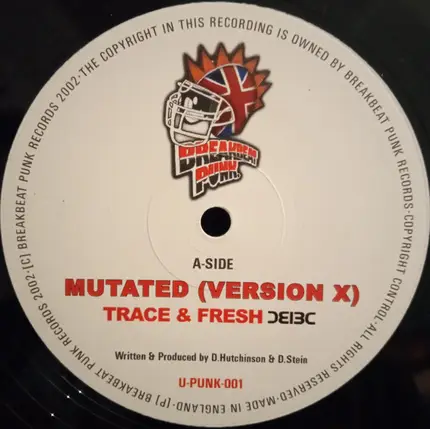 [P] BREAKBEAT PUNK RECORDS 2002·[C] BREAKBEAT PUNK RECORDS 2002·THE COPYRIGHT IN THIS RECORDING IS OWNED BY BREAKBEAT PUNK RECORDS·COPYRIGHT CONTROL·ALL RIGHTS RESERVED·MADE IN ENGLAND·
BREAKBEAT
PUNK
A-SIDE
MUTATED (VERSION X)
TRACE & FRESH
Written & Produced by D.Hutchinson & D.Stein
U-PUNK-001